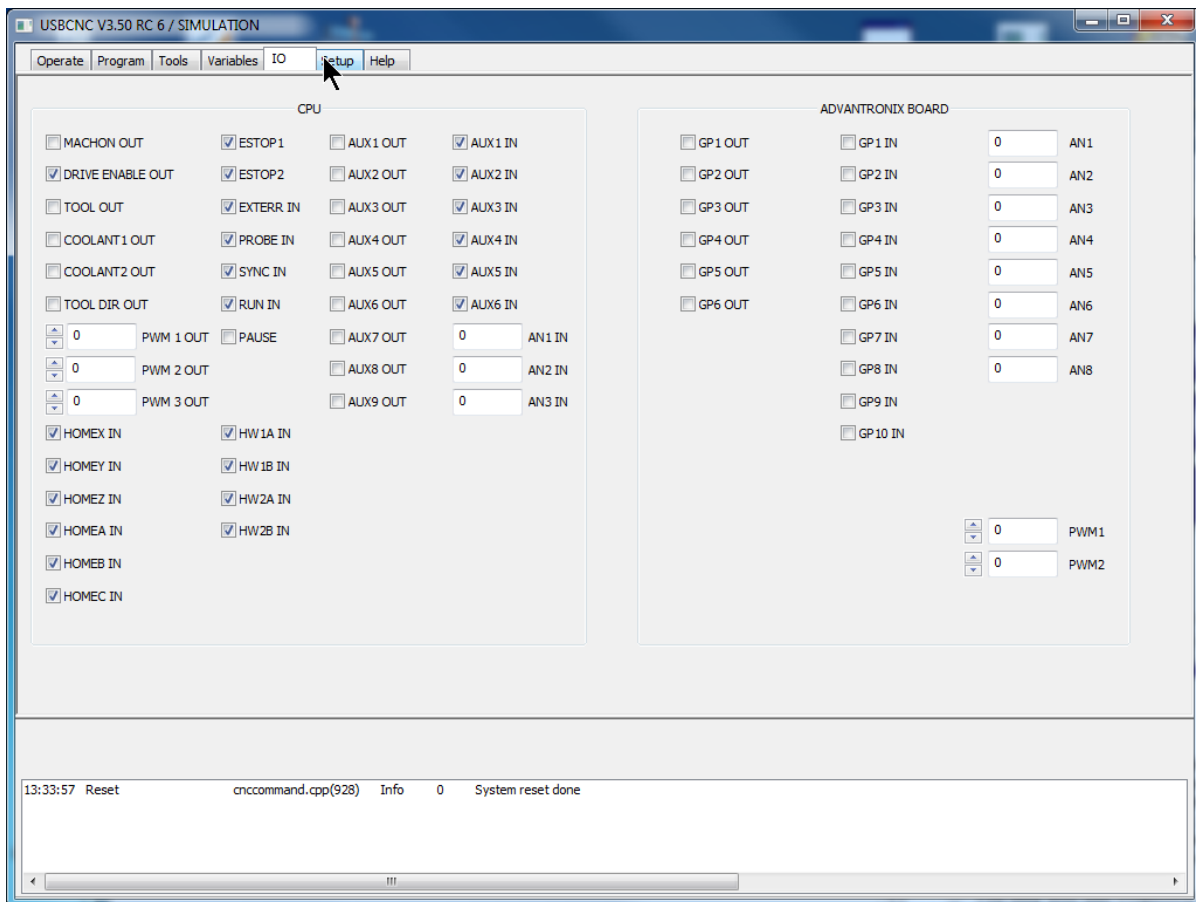 USBCNC V3.50 RC 6 / SIMULATION
Operate Program Tools Variables IO Setup Help
CPU ADVANTRONIX BOARD
MACHON OUT ESTOP1 AUX1 OUT AUX1 IN GP1 OUT GP1 IN 0 AN1
DRIVE ENABLE OUT ESTOP2 AUX2 OUT AUX2 IN GP2 OUT GP2 IN 0 AN2
TOOL OUT EXTERR IN AUX3 OUT AUX3 IN GP3 OUT GP3 IN 0 AN3
COOLANT1 OUT PROBE IN AUX4 OUT AUX4 IN GP4 OUT GP4 IN 0 AN4
COOLANT2 OUT SYNC IN AUX5 OUT AUX5 IN GP5 OUT GP5 IN 0 AN5
TOOL DIR OUT RUN IN AUX6 OUT AUX6 IN GP6 OUT GP6 IN 0 AN6
0 PWM 1 OUT PAUSE AUX7 OUT 0 AN1 IN GP7 IN 0 AN7
0 PWM 2 OUT AUX8 OUT 0 AN2 IN GP8 IN 0 AN8
0 PWM 3 OUT AUX9 OUT 0 AN3 IN GP9 IN
HOMEX IN HW1A IN GP10 IN
HOMEY IN HW1B IN
HOMEZ IN HW2A IN
HOMEA IN HW2B IN 0 PWM1
HOMEB IN 0 PWM2
HOMEC IN
13:33:57 Reset cnccommand.cpp(928) Info 0 System reset done